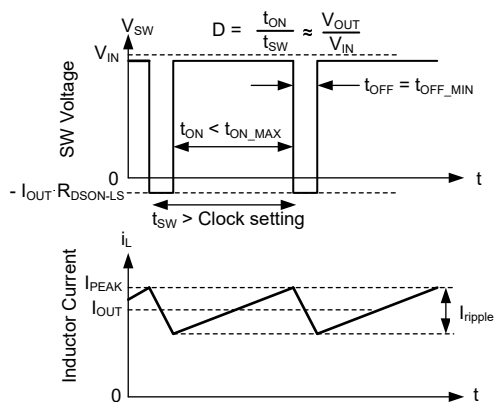 V_SW
D = t_ON / t_SW ≈ V_OUT / V_IN
V_IN
t_OFF = t_OFF_MIN
SW Voltage
t_ON < t_ON_MAX
0
t
- I_OUT·R_DSON-LS
t_SW > Clock setting
i_L
I_PEAK
I_OUT
I_ripple
Inductor Current
0
t